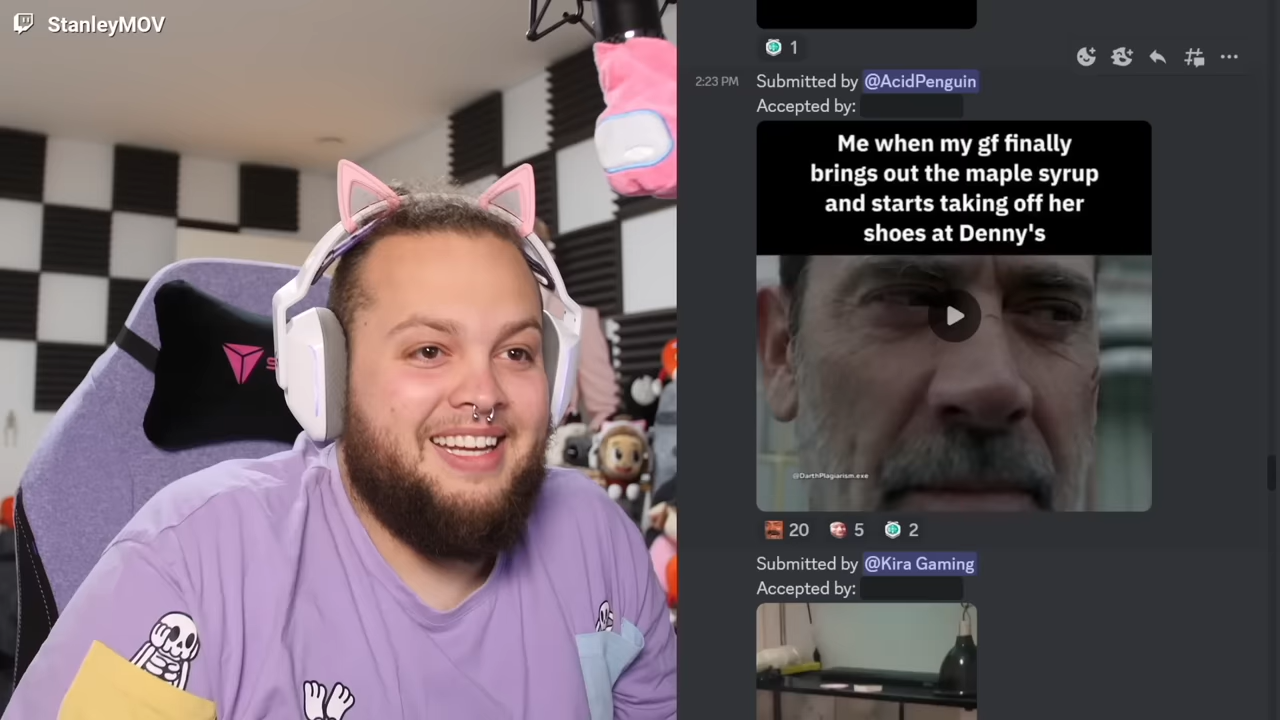 StanleyMOV
1
2:23 PM Submitted by @AcidPenguin
Accepted by:
Me when my gf finally
brings out the maple syrup
and starts taking off her
shoes at Denny's
@DarthPlagiarism.exe
20 5 2
Submitted by @Kira Gaming
Accepted by:
S